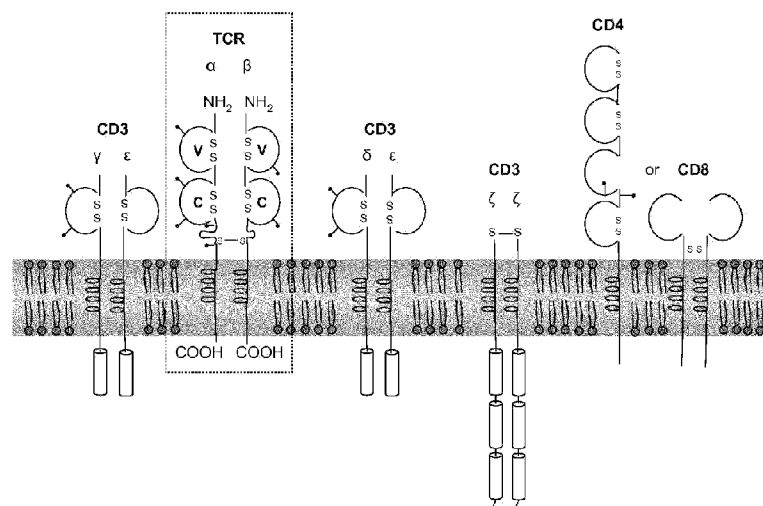 TCR
CD4
α β
NH2 NH2
CD3
CD3
γ ε
V V
δ ε
CD3
or CD8
C C
ζ ζ
S S
S S
S S
S S
S S
S S
S S
S S
S—S
S—S
S S
S S
S S
S S
COOH COOH